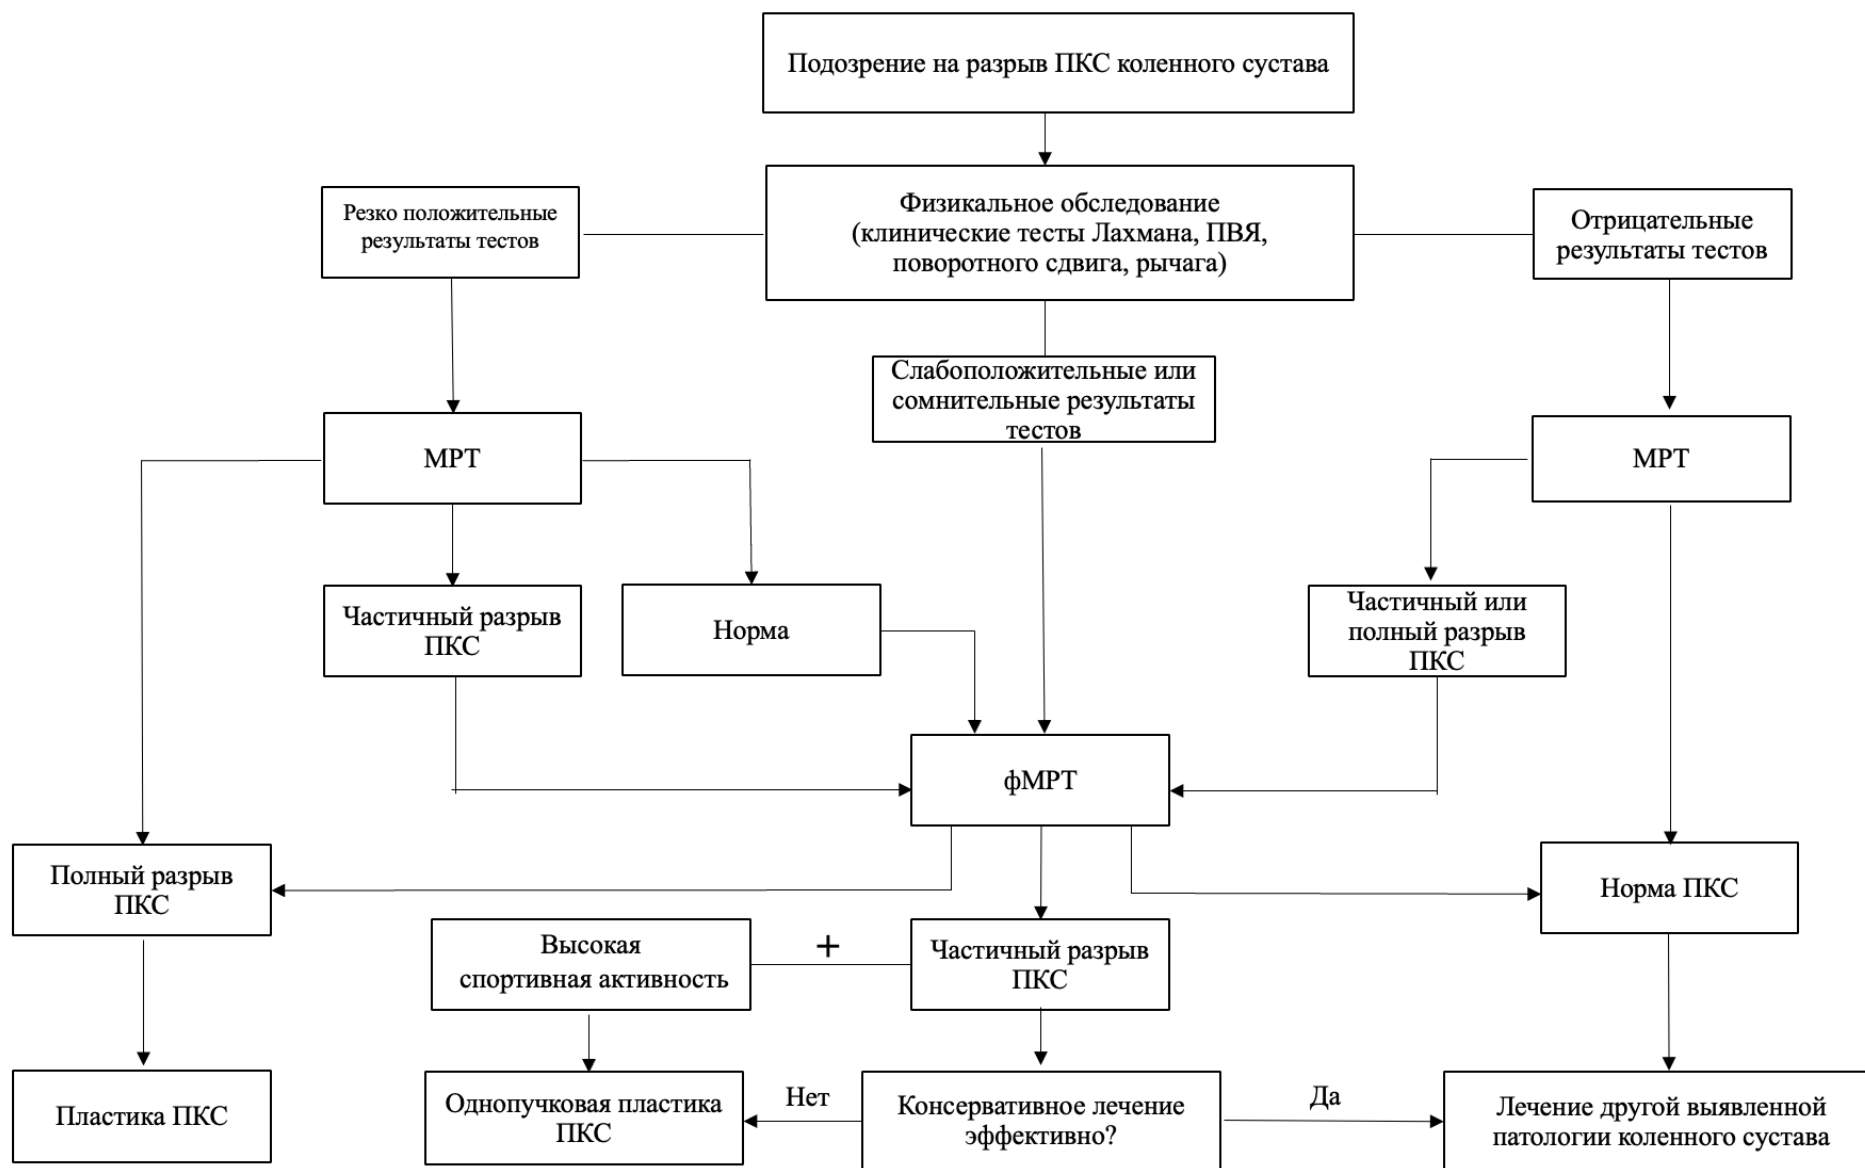 Подозрение на разрыв ПКС коленного сустава
Резко положительные
результаты тестов
Физикальное обследование
(клинические тесты Лахмана, ПВЯ,
поворотного сдвига, рычага)
Отрицательные
результаты тестов
Слабоположительные или
сомнительные результаты
тестов
МРТ
МРТ
Частичный разрыв
ПКС
Норма
Частичный или
полный разрыв
ПКС
фМРТ
Полный разрыв
ПКС
Норма ПКС
Высокая
спортивная активность
+
Частичный разрыв
ПКС
Пластика ПКС
Однопучковая пластика
ПКС
Нет
Консервативное лечение
эффективно?
Да
Лечение другой выявленной
патологии коленного сустава